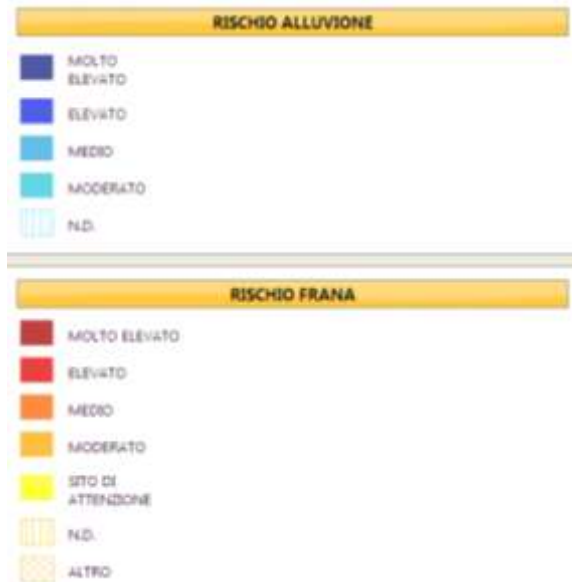 RISCHIO ALLUVIONE
MOLTO
ELEVATO
ELEVATO
MEDIO
MODERATO
N.D.
RISCHIO FRANA
MOLTO ELEVATO
ELEVATO
MEDIO
MODERATO
SITO DI
ATTENZIONE
N.D.
ALTRO